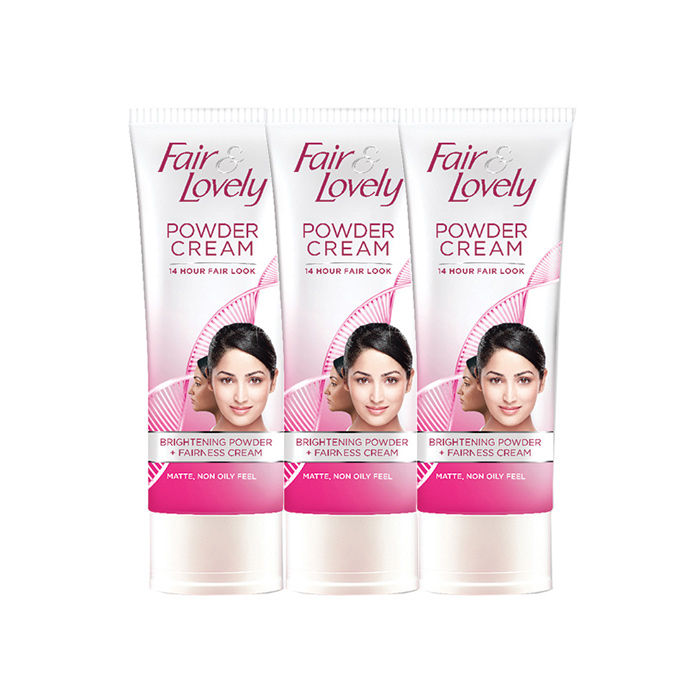 Fair &
Lovely
POWDER
CREAM
14 HOUR FAIR LOOK
BRIGHTENING POWDER
+ FAIRNESS CREAM
MATTE, NON OILY FEEL
Fair &
Lovely
POWDER
CREAM
14 HOUR FAIR LOOK
BRIGHTENING POWDER
+ FAIRNESS CREAM
MATTE, NON OILY FEEL
Fair &
Lovely
POWDER
CREAM
14 HOUR FAIR LOOK
BRIGHTENING POWDER
+ FAIRNESS CREAM
MATTE, NON OILY FEEL